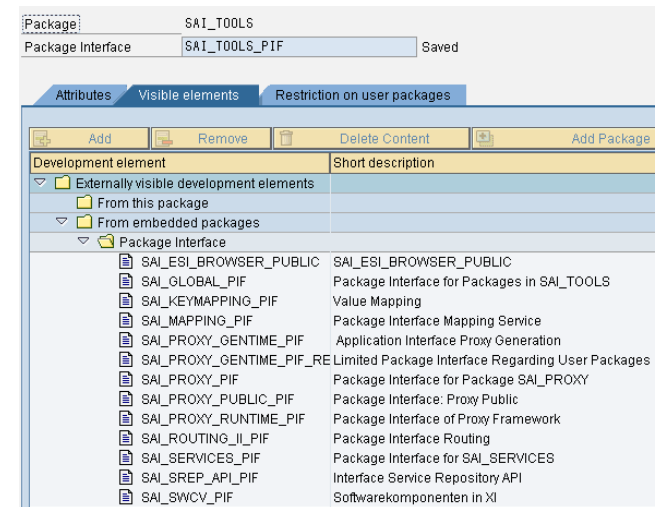 Package SAI_TOOLS
Package Interface SAI_TOOLS_PIF Saved
Attributes Visible elements Restriction on user packages
Add Remove Delete Content Add Package
Development element Short description
Externally visible development elements
From this package
From embedded packages
Package Interface
SAI_ESI_BROWSER_PUBLIC SAI_ESI_BROWSER_PUBLIC
SAI_GLOBAL_PIF Package Interface for Packages in SAI_TOOLS
SAI_KEYMAPPING_PIF Value Mapping
SAI_MAPPING_PIF Package Interface Mapping Service
SAI_PROXY_GENTIME_PIF Application Interface Proxy Generation
SAI_PROXY_GENTIME_PIF_RE Limited Package Interface Regarding User Packages
SAI_PROXY_PIF Package Interface for Package SAI_PROXY
SAI_PROXY_PUBLIC_PIF Package Interface: Proxy Public
SAI_PROXY_RUNTIME_PIF Package Interface of Proxy Framework
SAI_ROUTING_II_PIF Package Interface Routing
SAI_SERVICES_PIF Package Interface for SAI_SERVICES
SAI_SREP_API_PIF Interface Service Repository API
SAI_SWCV_PIF Softwarekomponenten in XI